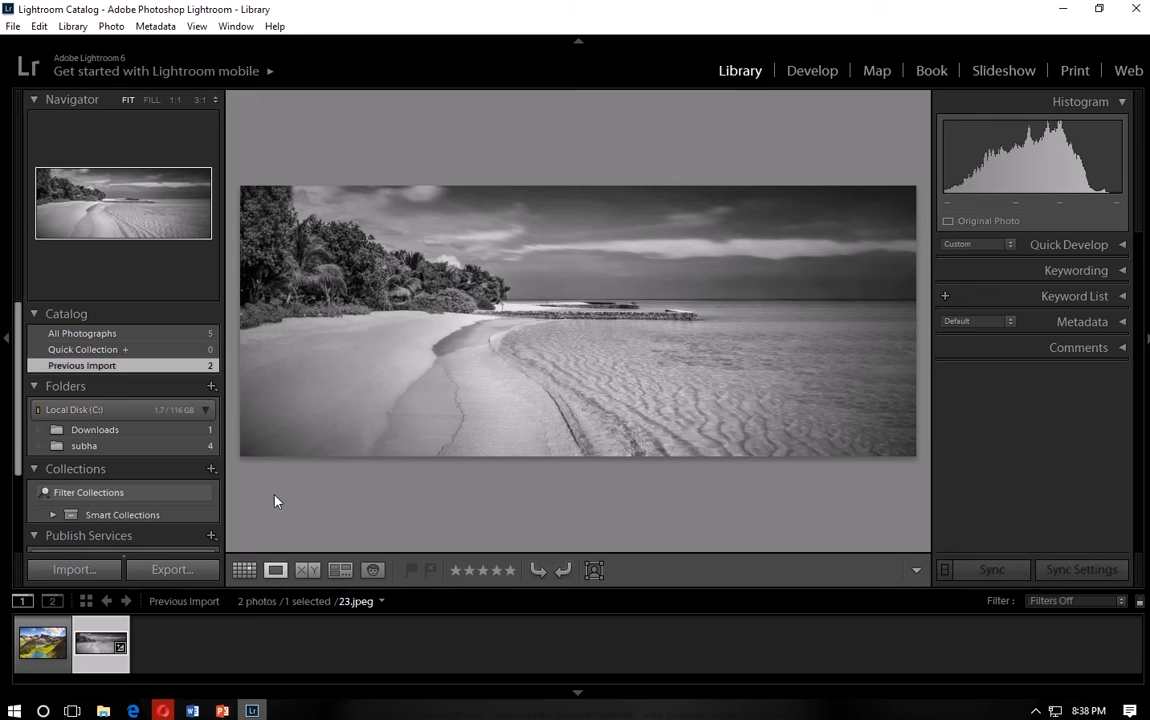 Lightroom Catalog - Adobe Photoshop Lightroom - Library
File Edit Library Photo Metadata View Window Help
Lr
Adobe Lightroom 6
Get started with Lightroom mobile
Library Develop Map Book Slideshow Print Web
Navigator FIT FILL 1:1 3:1
Histogram
Original Photo
Custom Quick Develop
Keywording
Keyword List
Default Metadata
Comments
Catalog
All Photographs 5
Quick Collection + 0
Previous Import 2
Folders
Local Disk (C:) 1.7 / 116 GB
Downloads 1
subha 4
Collections
Filter Collections
Smart Collections
Publish Services
Import... Export...
X Y
Sync Sync Settings
1 2 Previous Import 2 photos / 1 selected / 23.jpeg Filter : Filters Off
Lr 8:38 PM